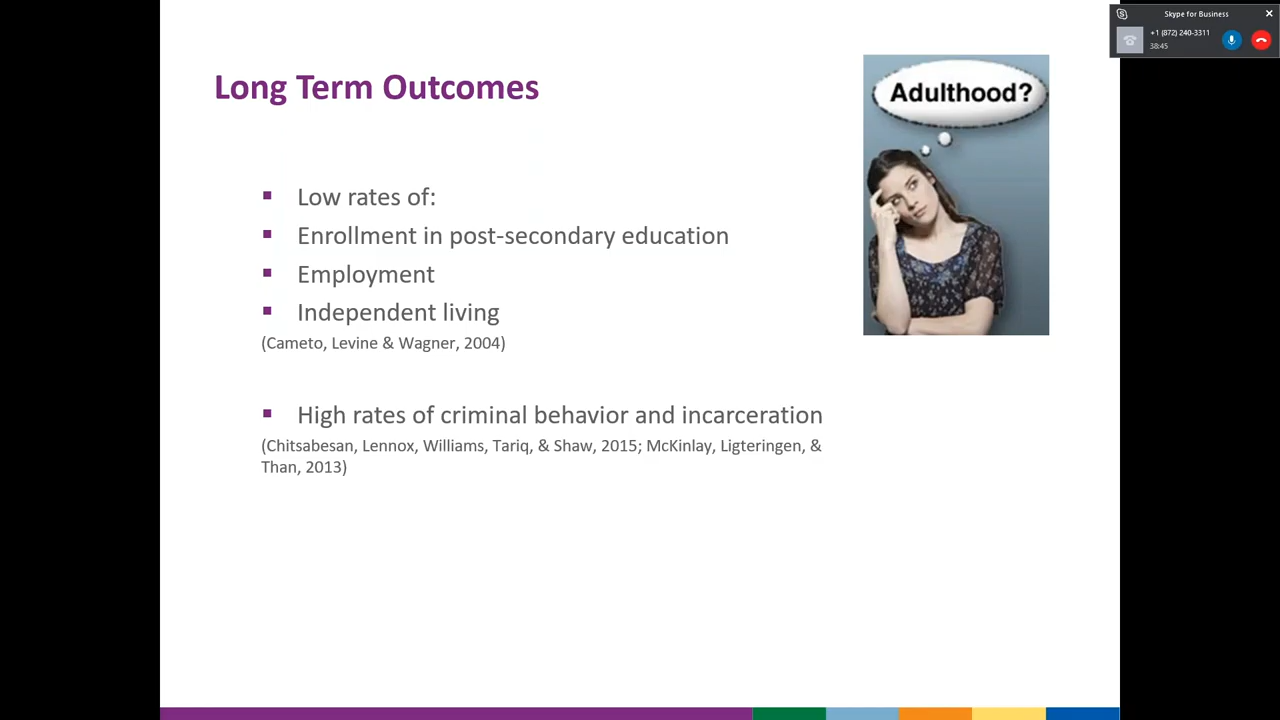 Skype for Business
+1 (872) 240-3311
38:45
Long Term Outcomes
Adulthood?
▪ Low rates of:
▪ Enrollment in post-secondary education
▪ Employment
▪ Independent living
(Cameto, Levine & Wagner, 2004)
▪ High rates of criminal behavior and incarceration
(Chitsabesan, Lennox, Williams, Tariq, & Shaw, 2015; McKinlay, Ligteringen, &
Than, 2013)